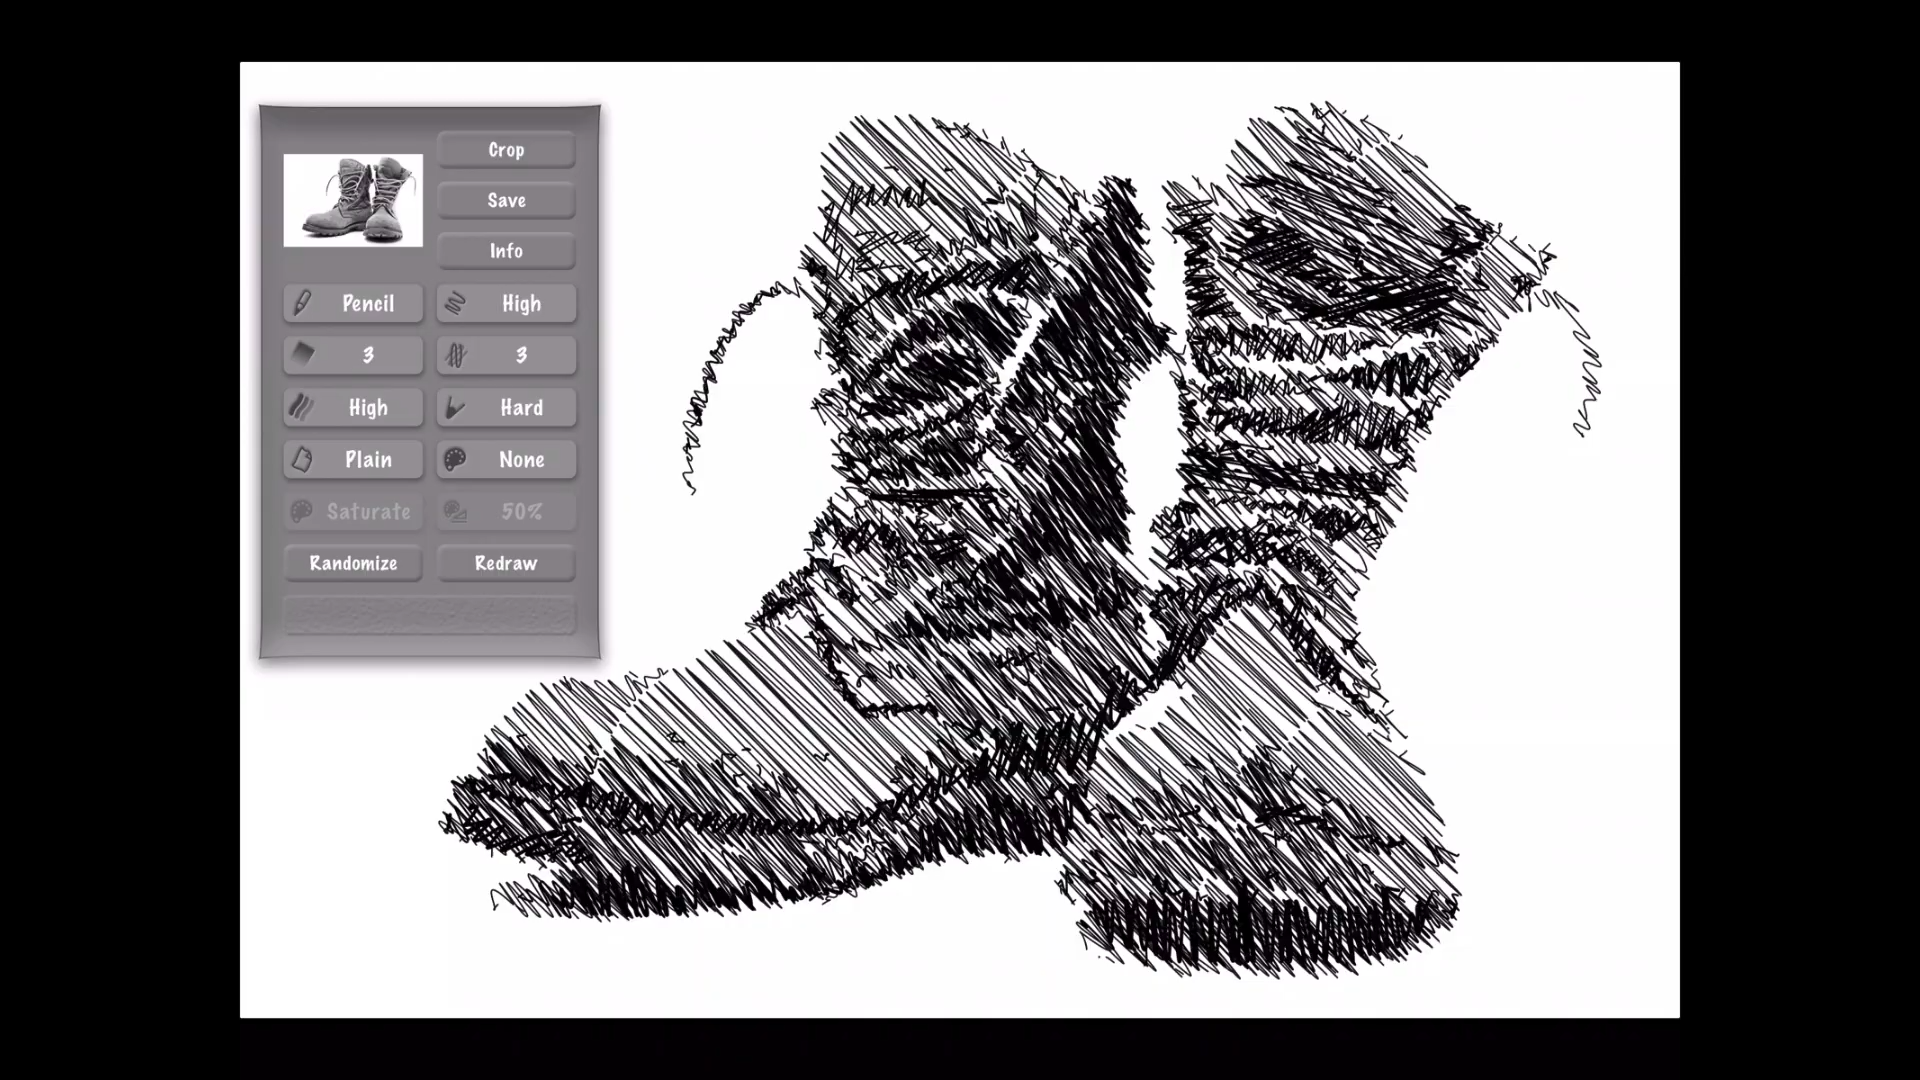 Crop
Save
Info
Pencil High
3 3
High Hard
Plain None
Saturate 50%
Randomize Redraw